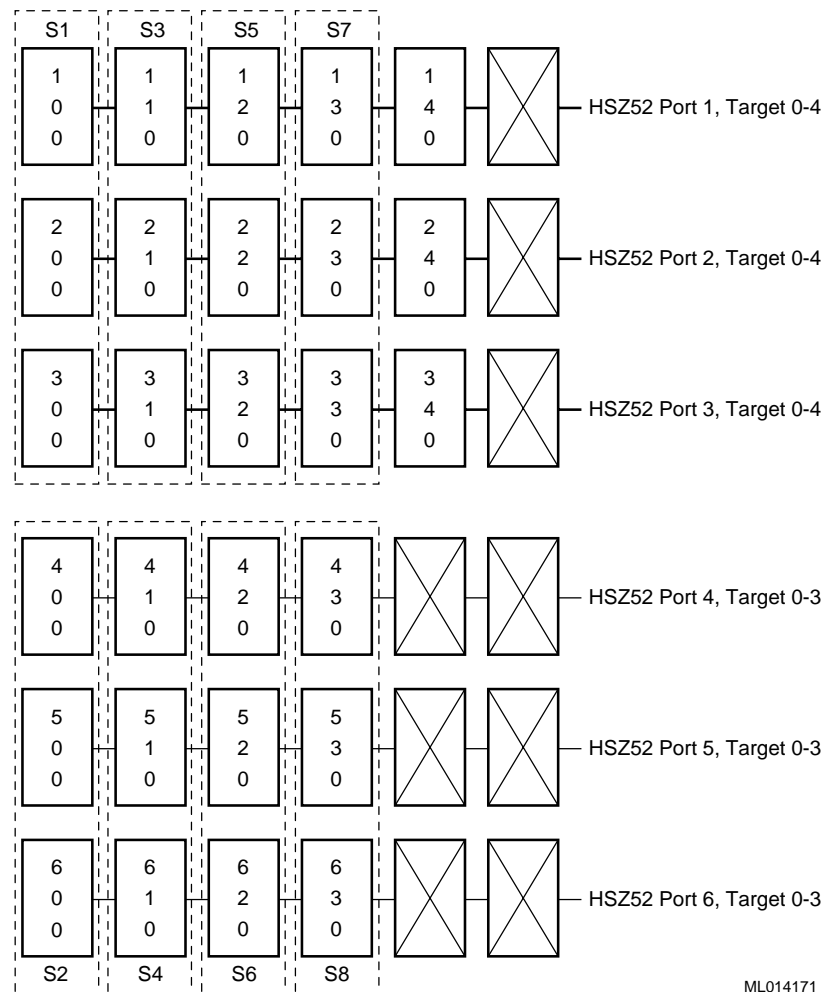 S1 S3 S5 S7
1 1 1 1 1
0 1 2 3 4 HSZ52 Port 1, Target 0-4
0 0 0 0 0
2 2 2 2 2
0 1 2 3 4 HSZ52 Port 2, Target 0-4
0 0 0 0 0
3 3 3 3 3
0 1 2 3 4 HSZ52 Port 3, Target 0-4
0 0 0 0 0
4 4 4 4
0 1 2 3 HSZ52 Port 4, Target 0-3
0 0 0 0
5 5 5 5
0 1 2 3 HSZ52 Port 5, Target 0-3
0 0 0 0
6 6 6 6
0 1 2 3 HSZ52 Port 6, Target 0-3
0 0 0 0
S2 S4 S6 S8
ML014171